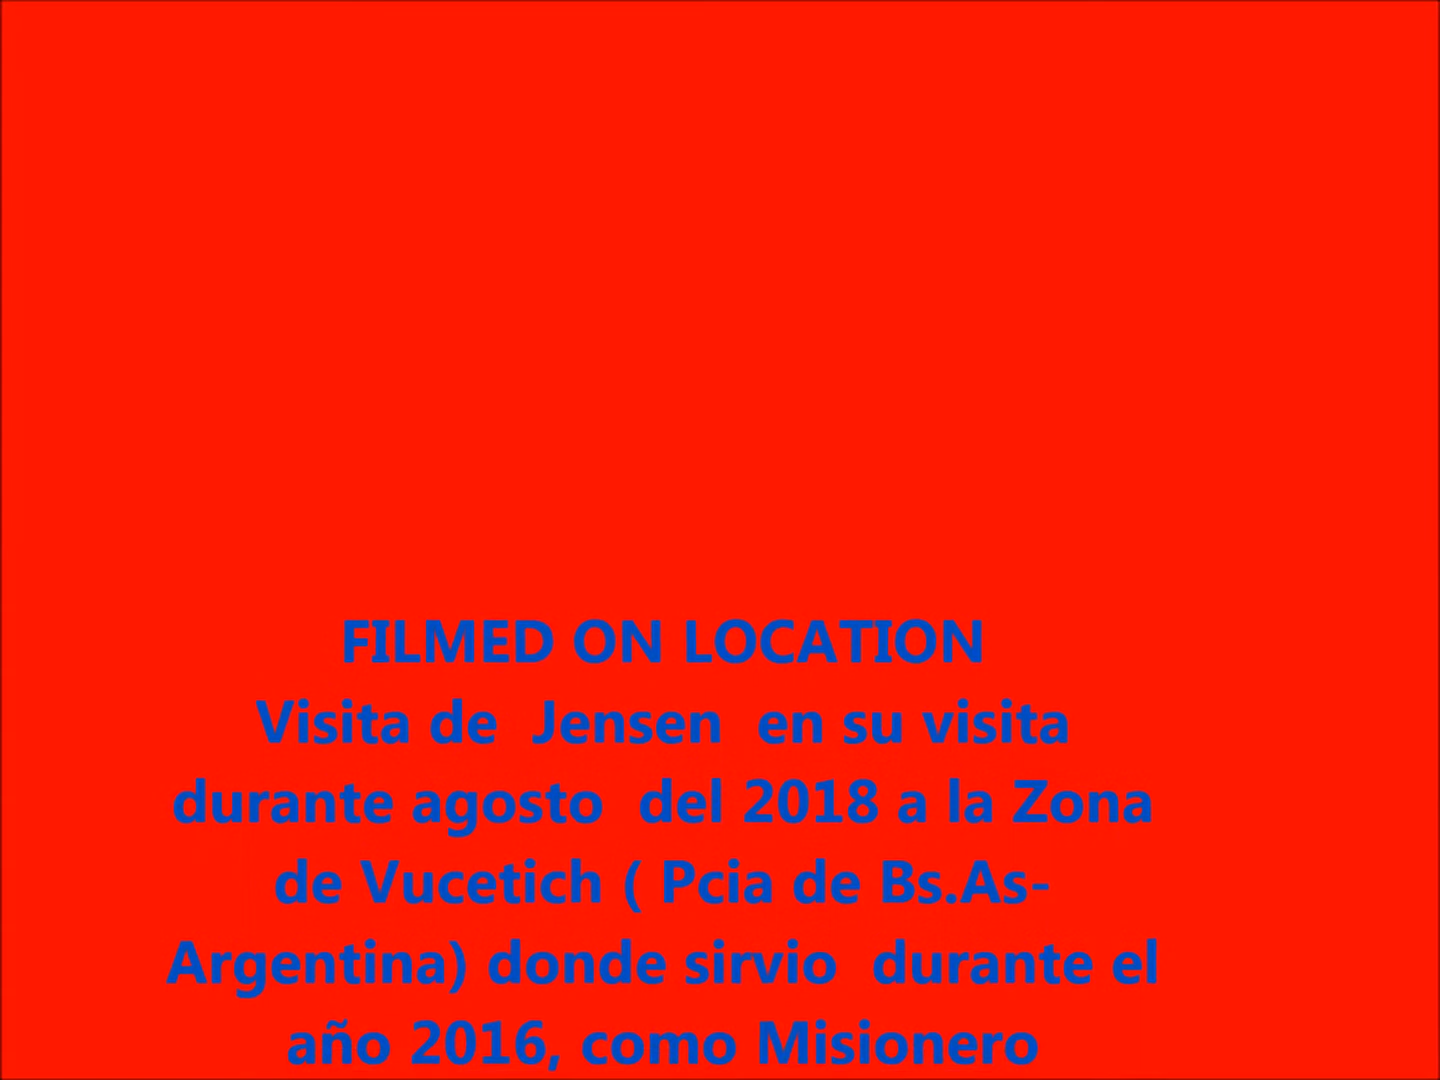 FILMED ON LOCATION
Visita de Jensen en su visita
durante agosto del 2018 a la Zona
de Vucetich ( Pcia de Bs.As-
Argentina) donde sirvio durante el
año 2016, como Misionero